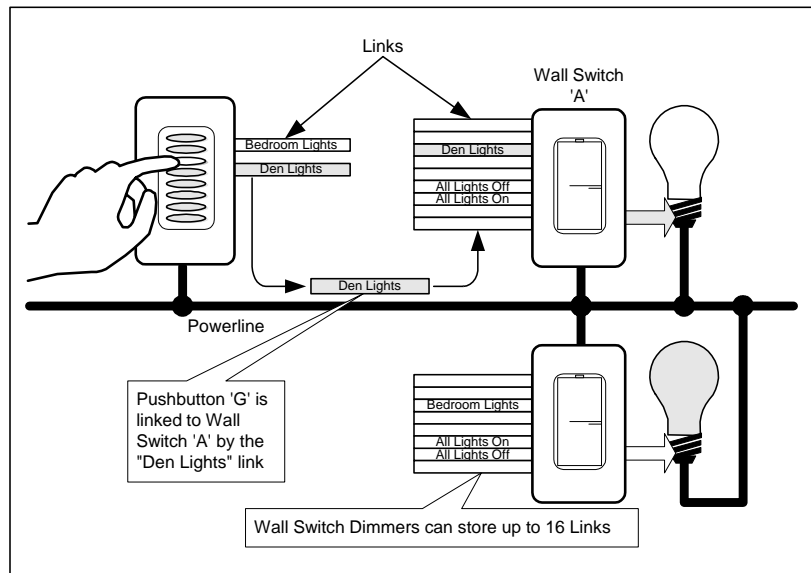 Links
Wall Switch
'A'
Bedroom Lights
Den Lights
Den Lights
All Lights Off
All Lights On
Den Lights
Powerline
Pushbutton 'G' is
linked to Wall
Switch 'A' by the
"Den Lights" link
Bedroom Lights
All Lights On
All Lights Off
Wall Switch Dimmers can store up to 16 Links